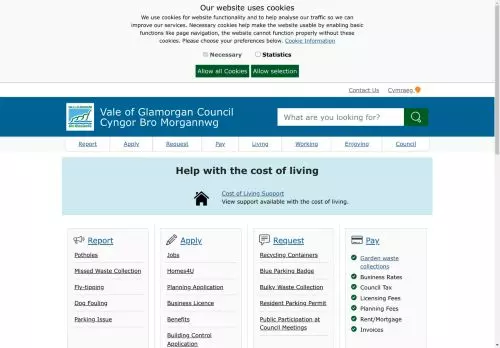 Our website uses cookies
We use cookies for website functionality and to help analyse our traffic so we can
improve our services. Necessary cookies help make the website usable by enabling basic
functions like page navigation, the website cannot function properly without these
cookies. Please choose your preferences below. Cookie Information
Necessary Statistics
Allow all Cookies Allow selection
Contact Us Cymraeg
VALE of GLAMORGAN
BRO MORGANNWG
Vale of Glamorgan Council
Cyngor Bro Morgannwg
What are you looking for?
Report Apply Request Pay Living Working Enjoying Council
Help with the cost of living
Cost of Living Support
View support available with the cost of living.
Report
Potholes
Missed Waste Collection
Fly-tipping
Dog Fouling
Parking Issue
Apply
Jobs
Homes4U
Planning Application
Business Licence
Benefits
Building Control
Application
Request
Recycling Containers
Blue Parking Badge
Bulky Waste Collection
Resident Parking Permit
Public Participation at
Council Meetings
Pay
Garden waste
collections
Business Rates
Council Tax
Licensing Fees
Planning Fees
Rent/Mortgage
Invoices